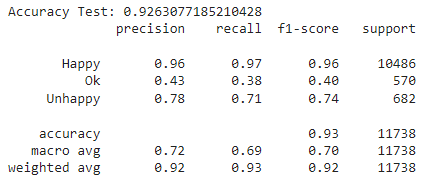 Accuracy Test: 0.9263077185210428
precision recall f1-score support
Happy 0.96 0.97 0.96 10486
Ok 0.43 0.38 0.40 570
Unhappy 0.78 0.71 0.74 682
accuracy 0.93 11738
macro avg 0.72 0.69 0.70 11738
weighted avg 0.92 0.93 0.92 11738